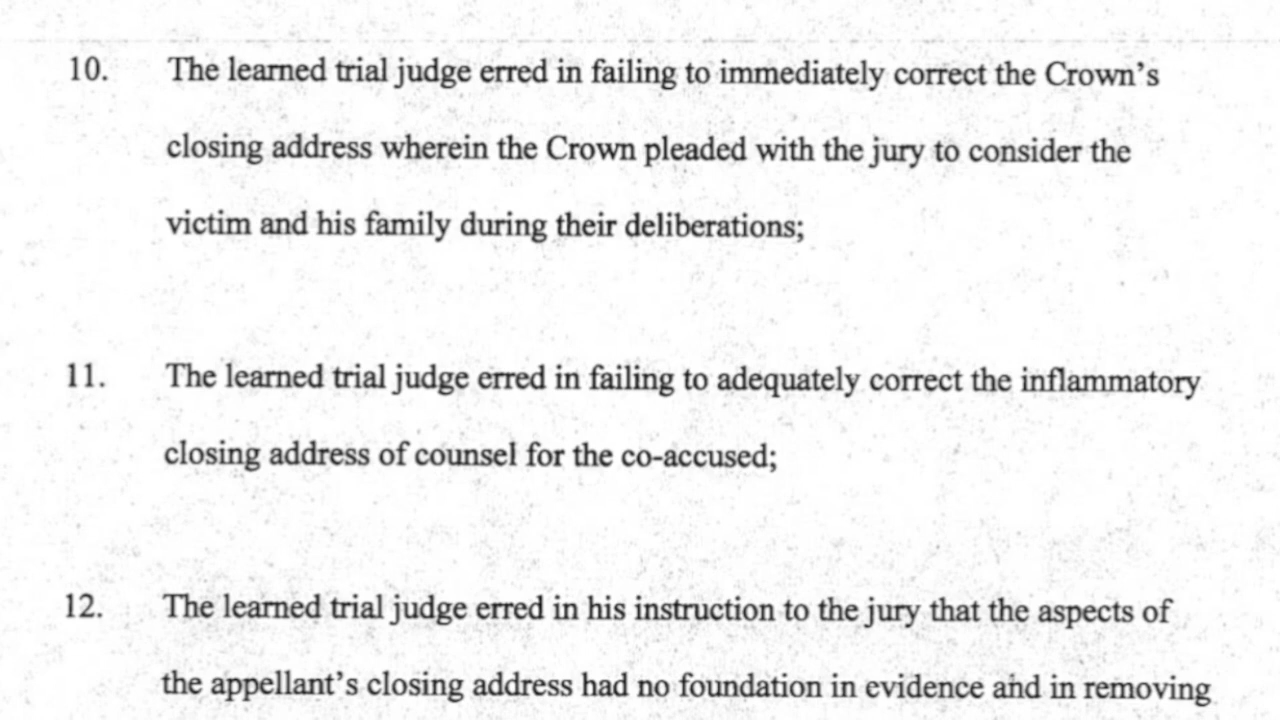 10. The learned trial judge erred in failing to immediately correct the Crown's
closing address wherein the Crown pleaded with the jury to consider the
victim and his family during their deliberations;
11. The learned trial judge erred in failing to adequately correct the inflammatory
closing address of counsel for the co-accused;
12. The learned trial judge erred in his instruction to the jury that the aspects of
the appellant's closing address had no foundation in evidence and in removing